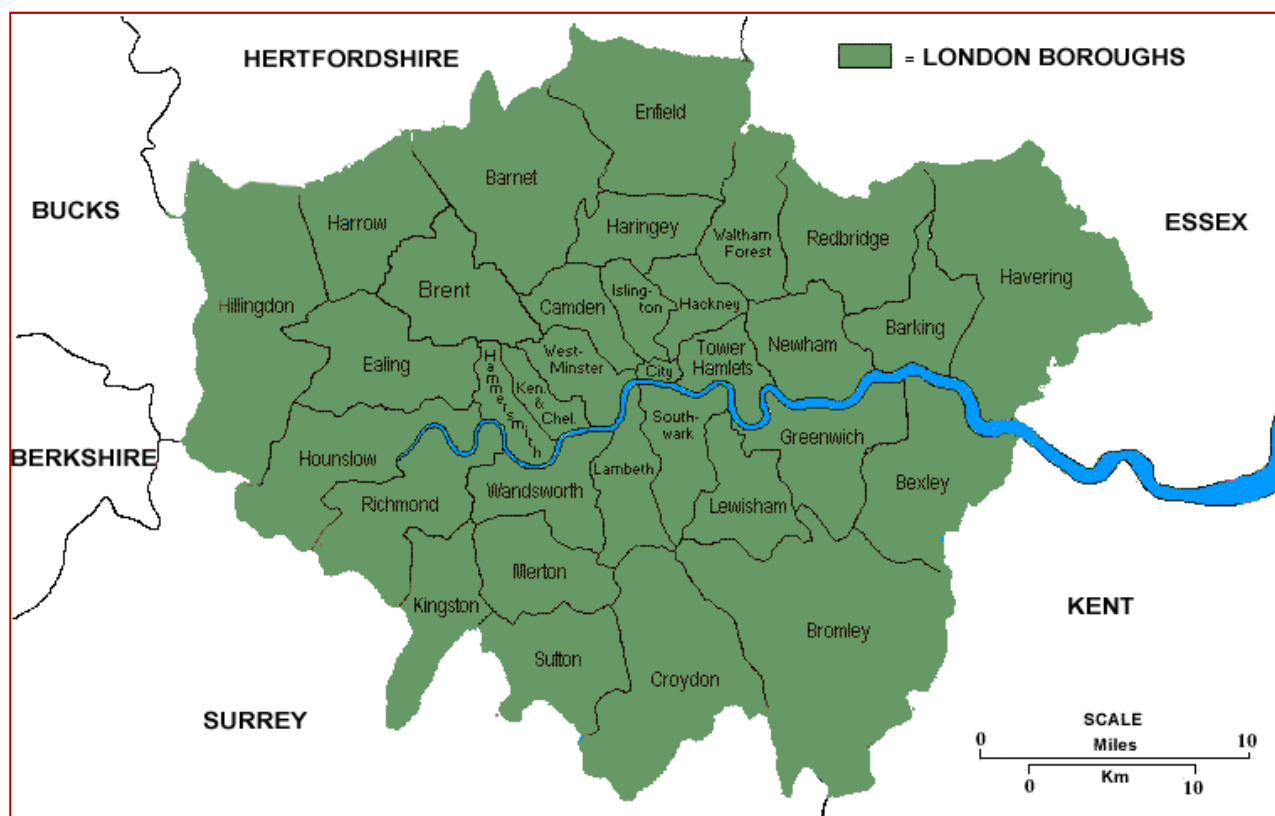 HERTFORDSHIRE
= LONDON BOROUGHS
Enfield
Barnet
BUCKS
ESSEX
Harrow
Haringey
Waltham
Forest
Redbridge
Havering
Hillingdon
Brent
Camden
Isling-
ton
Hackney
Barking
Ealing
Hammersmith
Ken.
&
Chel.
West-
Minster
City
Tower
Hamlets
Newham
BERKSHIRE
Hounslow
Richmond
Wandsworth
Lambeth
South-
wark
Greenwich
Lewisham
Bexley
Merton
Kingston
KENT
Bromley
Sutton
Croydon
SURREY
SCALE
0 Miles 10
Km
0 10